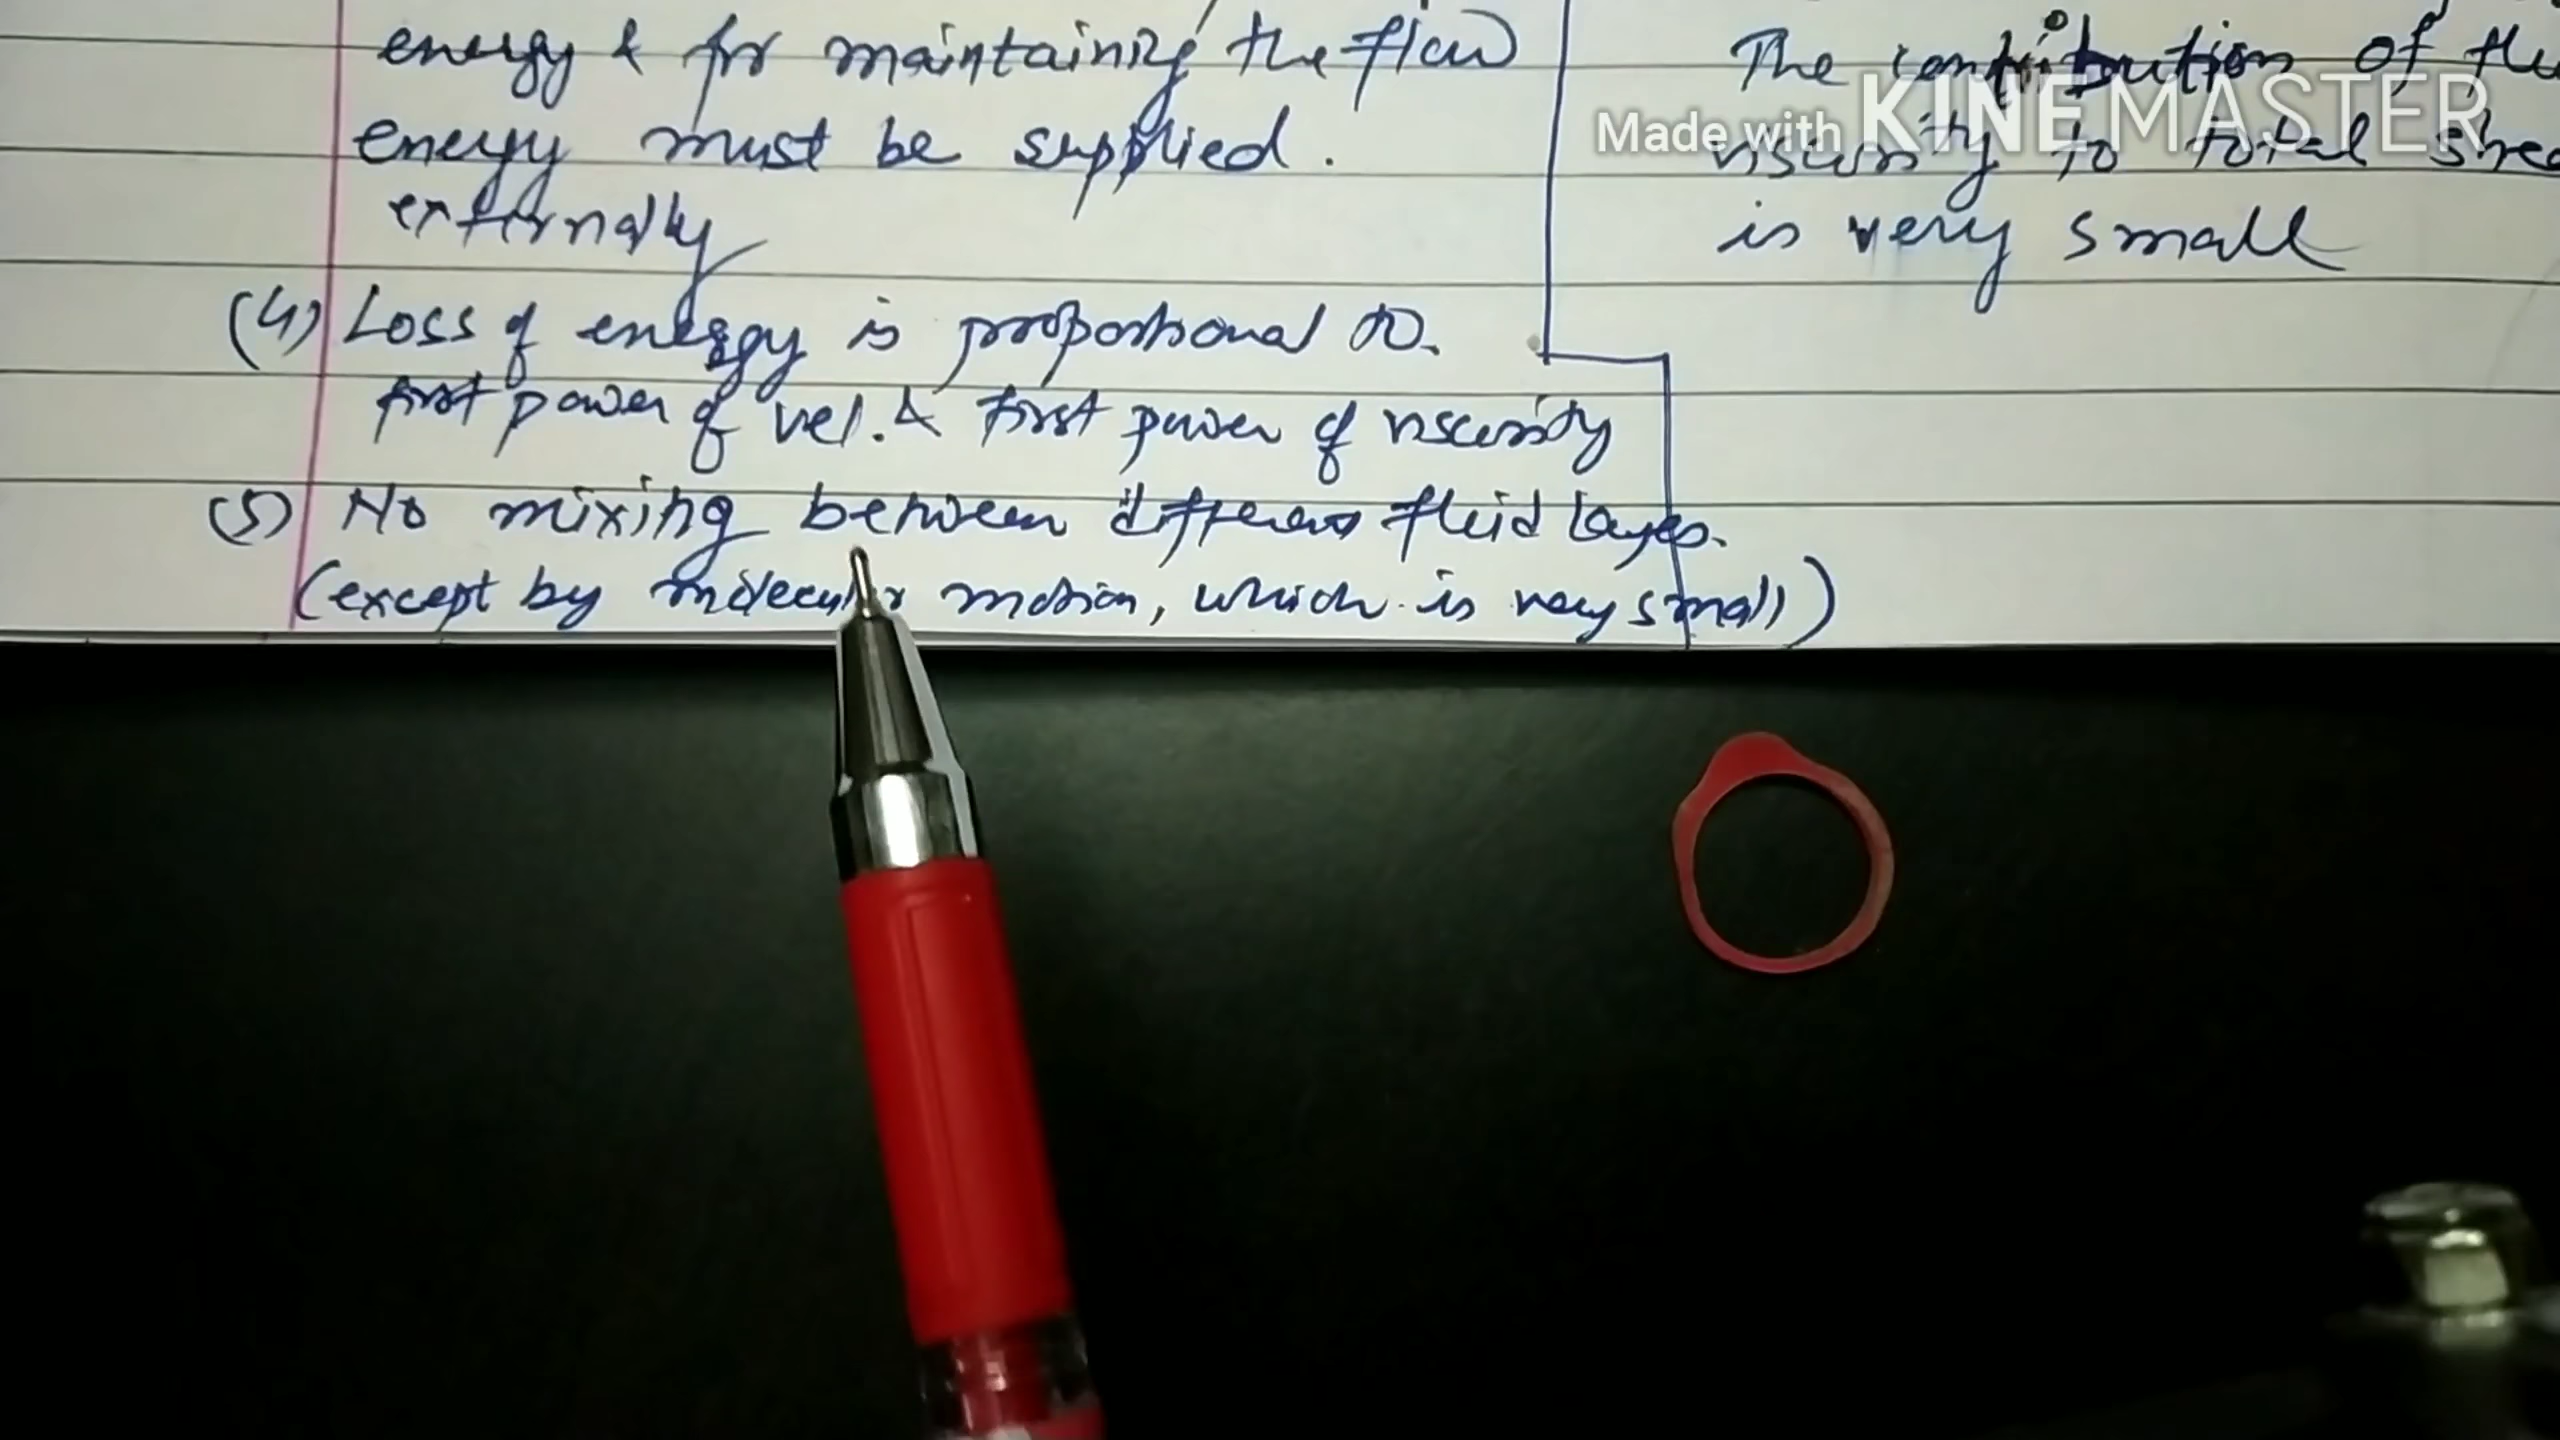 energy & for maintaining the flow
energy must be supplied.
externally
(4) Loss of energy is proportional to.
first power of vel. & first power of viscosity
(5) No mixing between different fluid layes.
(except by molecular motion, which is very small)
The contribution of
viscosity to total
is very small
Made with KINEMASTER